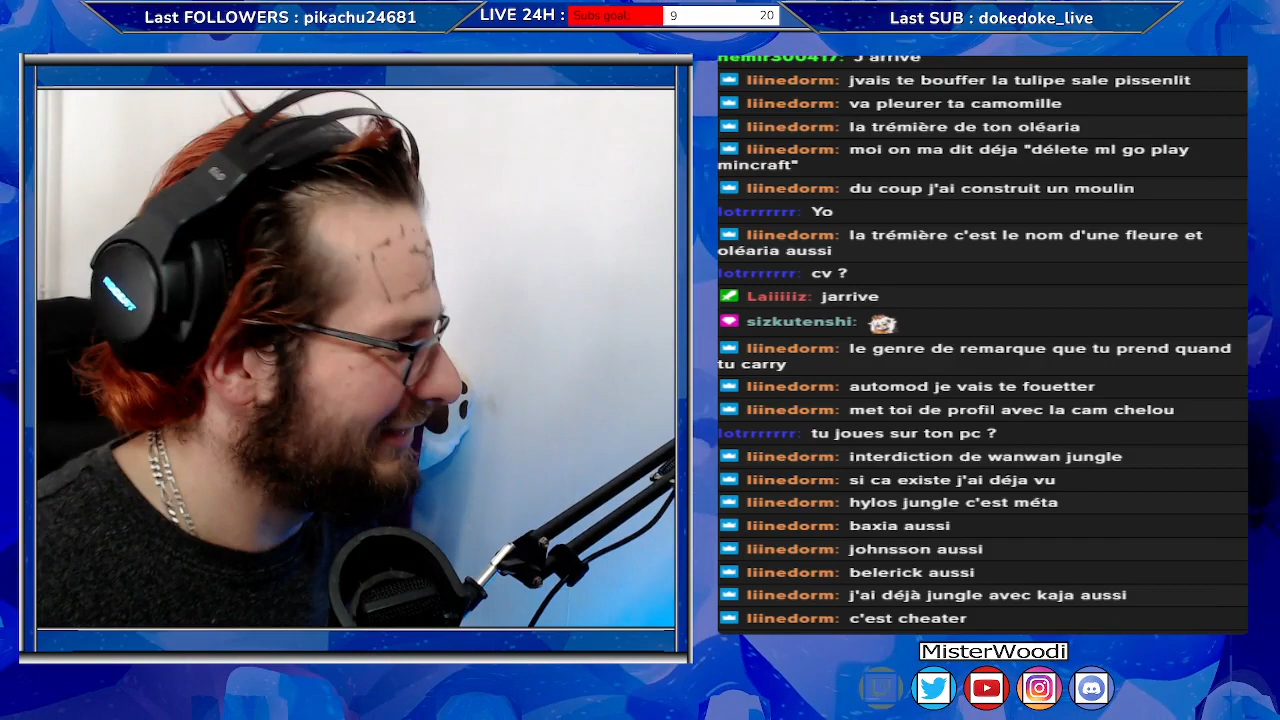 Last FOLLOWERS : pikachu24681
LIVE 24H :
Subs goal:
9
20
Last SUB : dokedoke_live
nemir300417: J'arrive
liinedorm: jvais te bouffer la tulipe sale pissenlit
liinedorm: va pleurer ta camomille
liinedorm: la trémière de ton oléaria
liinedorm: moi on ma dit déja "délete ml go play
mincraft"
liinedorm: du coup j'ai construit un moulin
lotrrrrrrr: Yo
liinedorm: la trémière c'est le nom d'une fleure et
oléaria aussi
lotrrrrrrr: cv ?
Laiiiiiz: jarrive
sizkutenshi:
liinedorm: le genre de remarque que tu prend quand
tu carry
liinedorm: automod je vais te fouetter
liinedorm: met toi de profil avec la cam chelou
lotrrrrrrr: tu joues sur ton pc ?
liinedorm: interdiction de wanwan jungle
liinedorm: si ca existe j'ai déja vu
liinedorm: hylos jungle c'est méta
liinedorm: baxia aussi
liinedorm: johnsson aussi
liinedorm: belerick aussi
liinedorm: j'ai déjà jungle avec kaja aussi
liinedorm: c'est cheater
MisterWoodi